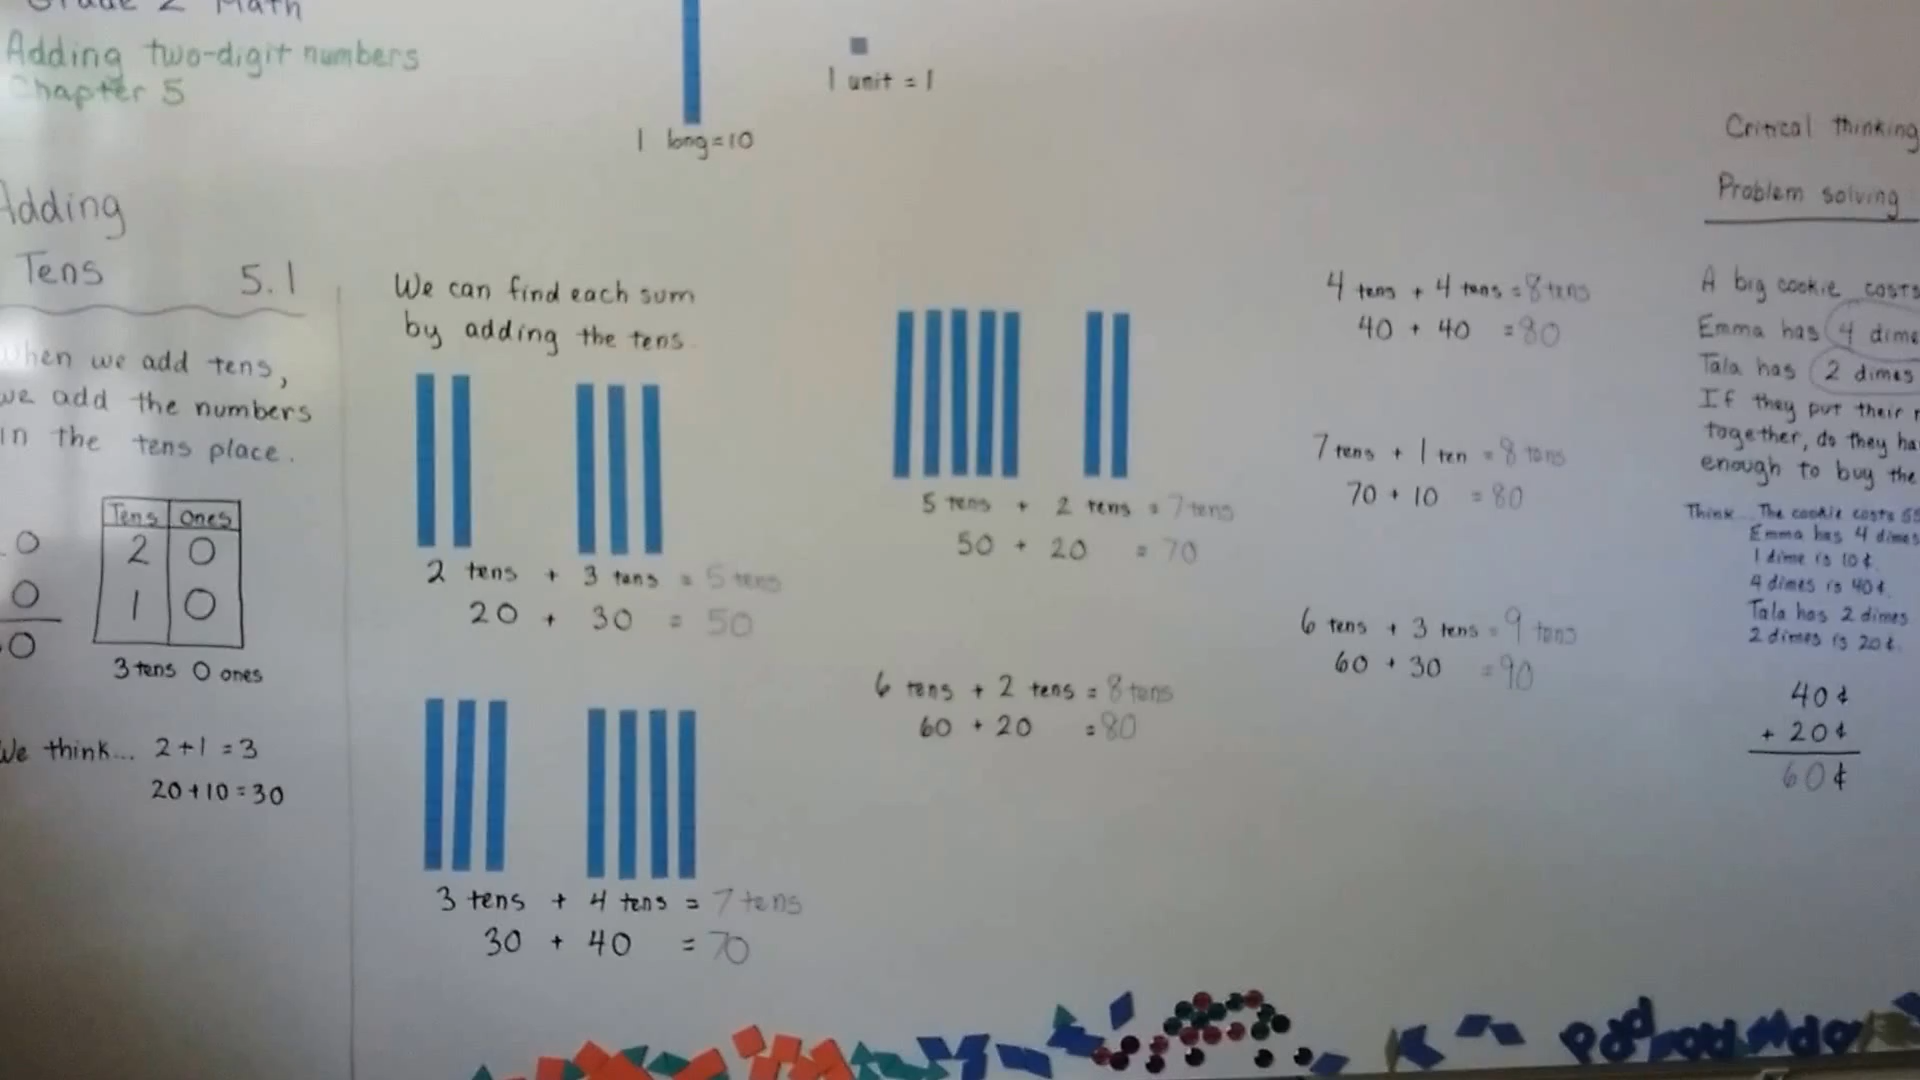 Grade 2 Math
Adding two-digit numbers
Chapter 5
1 long=10
1 unit = 1
Adding
Tens 5.1
When we add tens,
we add the numbers
in the tens place.
0
0
0
Tens Ones
2 0
1 0
3 tens 0 ones
We think... 2+1=3
20+10=30
We can find each sum
by adding the tens.
2 tens + 3 tens = 5 tens
20 + 30 = 50
3 tens + 4 tens = 7 tens
30 + 40 = 70
5 tens + 2 tens = 7 tens
50 + 20 = 70
6 tens + 2 tens = 8 tens
60 + 20 = 80
4 tens + 4 tens = 8 tens
40 + 40 = 80
7 tens + 1 ten = 8 tens
70 + 10 = 80
6 tens + 3 tens = 9 tens
60 + 30 = 90
Critical thinking
Problem solving
A big cookie costs
Emma has 4 dime
Tala has 2 dimes
If they put their
together, do they ha
enough to buy the
Think... The cookie costs
Emma has 4 dimes
1 dime is 10¢.
4 dimes is 40¢.
Tala has 2 dimes
2 dimes is 20¢.
40¢
+ 20¢
60¢